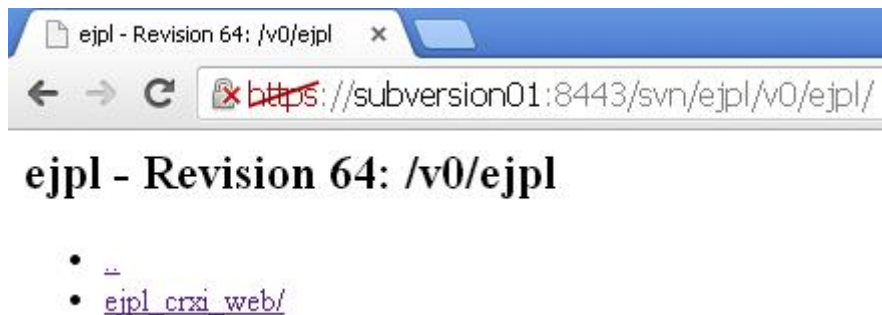 ejpl - Revision 64: /v0/ejpl
https://subversion01:8443/svn/ejpl/v0/ejpl/
ejpl - Revision 64: /v0/ejpl
..
ejpl_crxi_web/